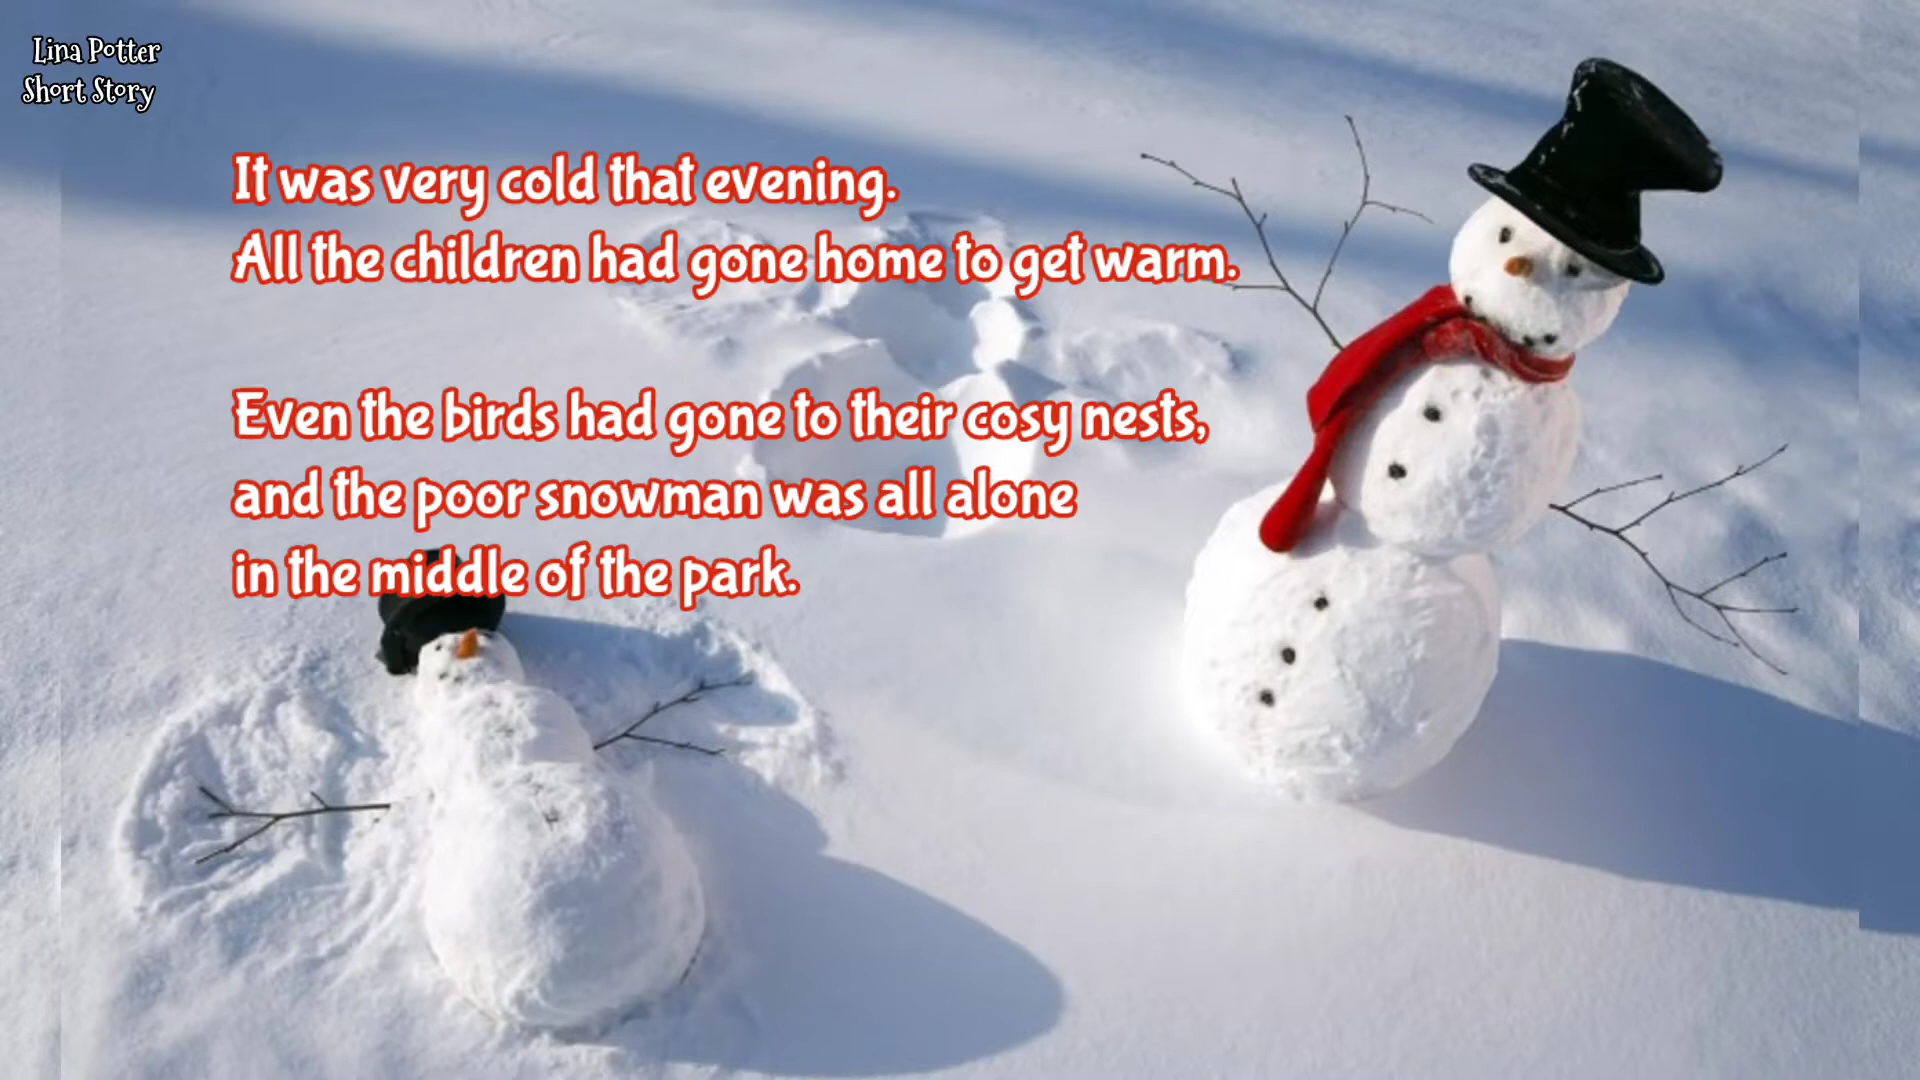 Lina Potter
Short Story
It was very cold that evening.
All the children had gone home to get warm.
Even the birds had gone to their cosy nests,
and the poor snowman was all alone
in the middle of the park.